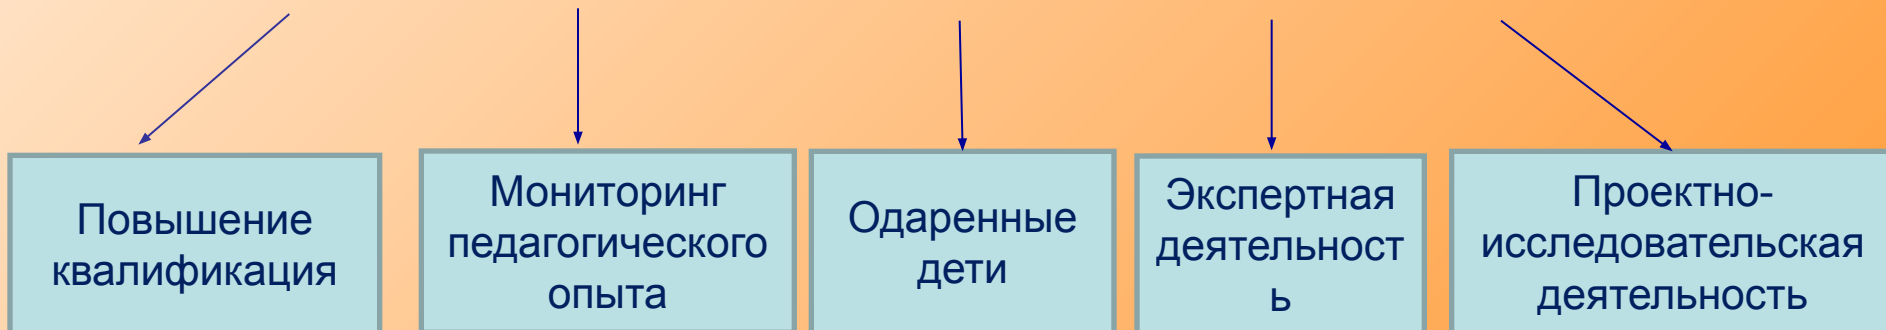 Повышение
квалификация
Мониторинг
педагогического
опыта
Одаренные
дети
Экспертная
деятельност
ь
Проектно-
исследовательская
деятельность